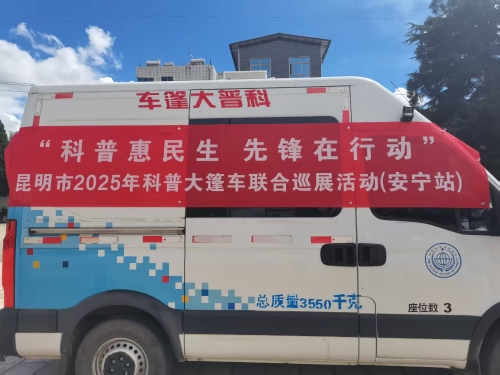 车篷大普科
“科普惠民生 先锋在行动”
昆明市2025年科普大篷车联合巡展活动(安宁站)
总质量3550千克
座位数 3